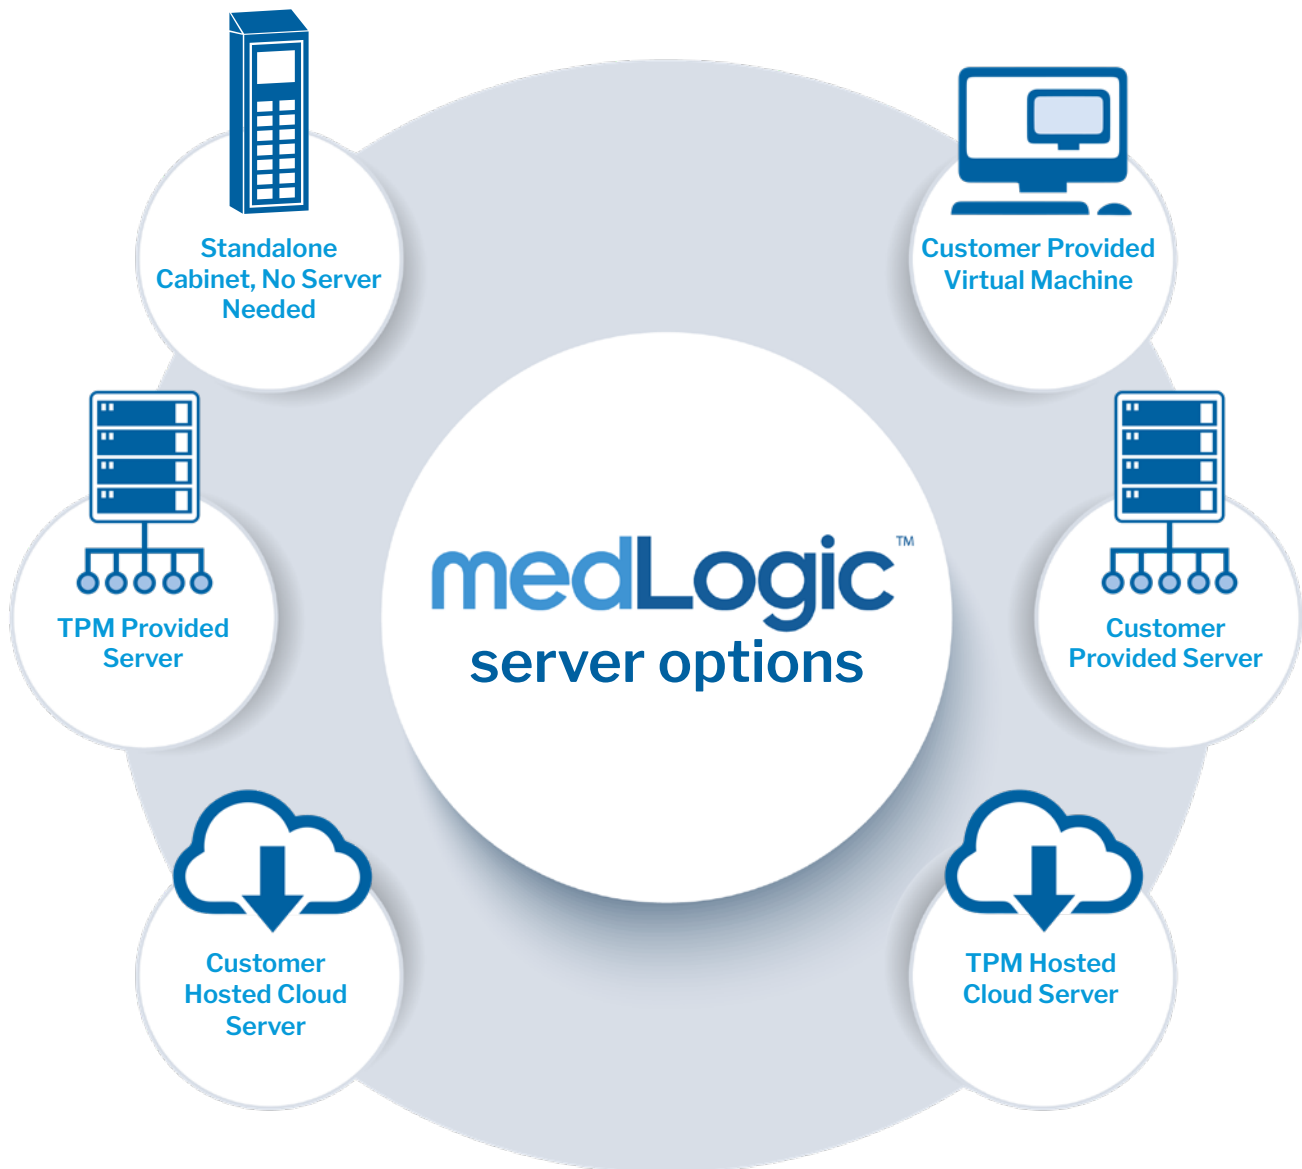 Standalone
Cabinet, No Server
Needed
Customer Provided
Virtual Machine
TPM Provided
Server
medLogic™
server options
Customer
Provided Server
Customer
Hosted Cloud
Server
TPM Hosted
Cloud Server